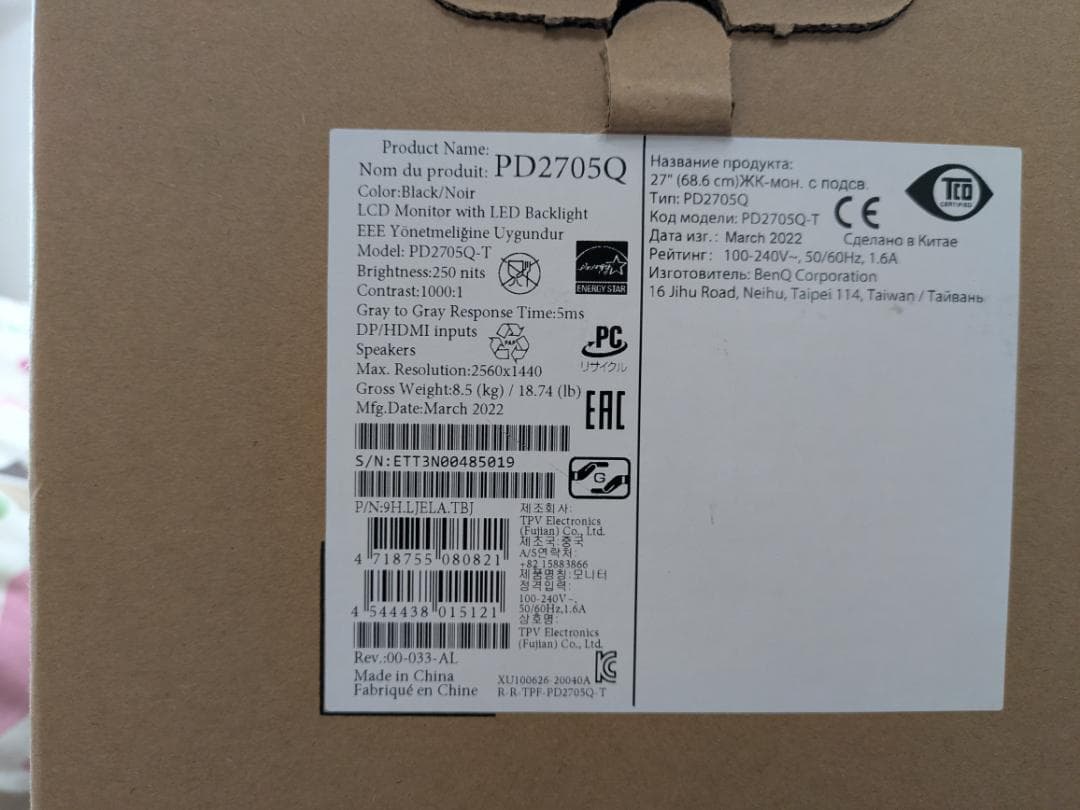 Product Name:
Nom du produit: PD2705Q
Color:Black/Noir
LCD Monitor with LED Backlight
EEE Yönetmeliğine Uygundur
Model: PD2705Q-T
Brightness:250 nits
Contrast:1000:1
ENERGY STAR
Gray to Gray Response Time:5ms
DP/HDMI inputs
Speakers
PAP
PC
リサイクル
Max. Resolution:2560x1440
Gross Weight:8.5 (kg) / 18.74 (lb)
Mfg.Date:March 2022
EAC
S/N:ETT3N00485019
G
P/N:9H.LJELA.TBJ
4 718755 080821
4 544438 015121
Rev.:00-033-AL
Made in China
Fabriqué en Chine
제조회사:
TPV Electronics
(Fujian) Co., Ltd.
제조국:중국
A/S연락처:
+82 15883866
제품명칭:모니터
정격입력:
100-240V~,
50/60Hz,1.6A
상호명:
TPV Electronics
(Fujian) Co., Ltd.
XU100626-20040A
R-R-TPF-PD2705Q-T
Название продукта:
27" (68.6 cm)ЖК-мон. с подсв.
Тип: PD2705Q
Код модели: PD2705Q-T
CE
TCO
CERTIFIED
Дата изг.: March 2022 Сделано в Китае
Рейтинг: 100-240V~, 50/60Hz, 1.6A
Изготовитель: BenQ Corporation
16 Jihu Road, Neihu, Taipei 114, Taiwan / Тайвань